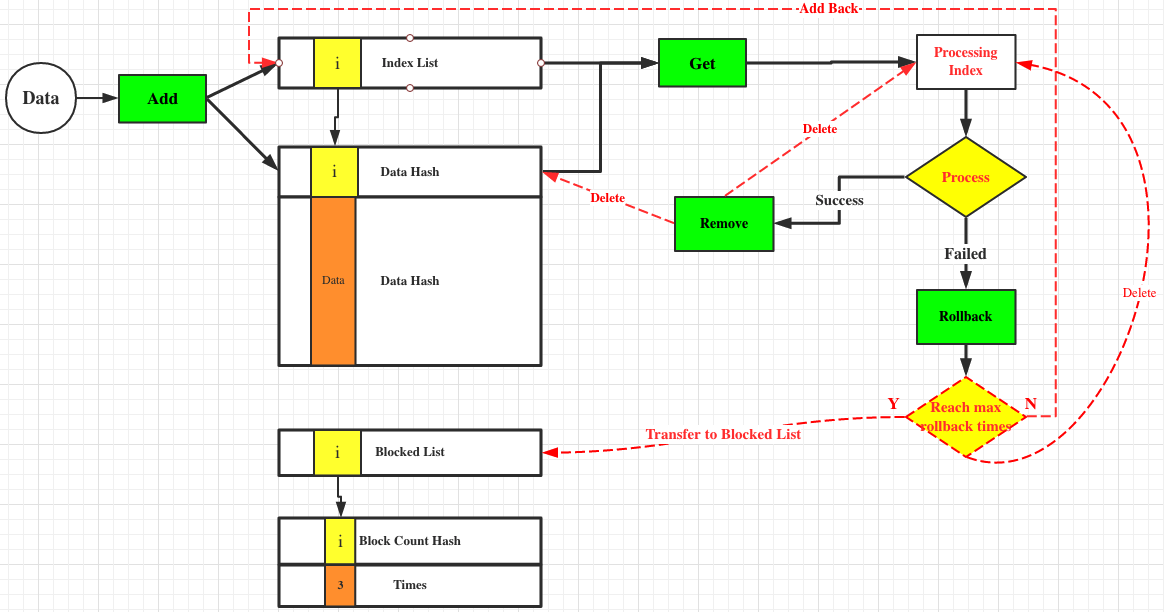 Add Back
Data
Add
i
Index List
Get
Processing
Index
Delete
i
Data Hash
Delete
Process
Success
Remove
Failed
Data
Data Hash
Delete
Rollback
Y
Reach max
rollback times
N
Transfer to Blocked List
i
Blocked List
i
Block Count Hash
3
Times